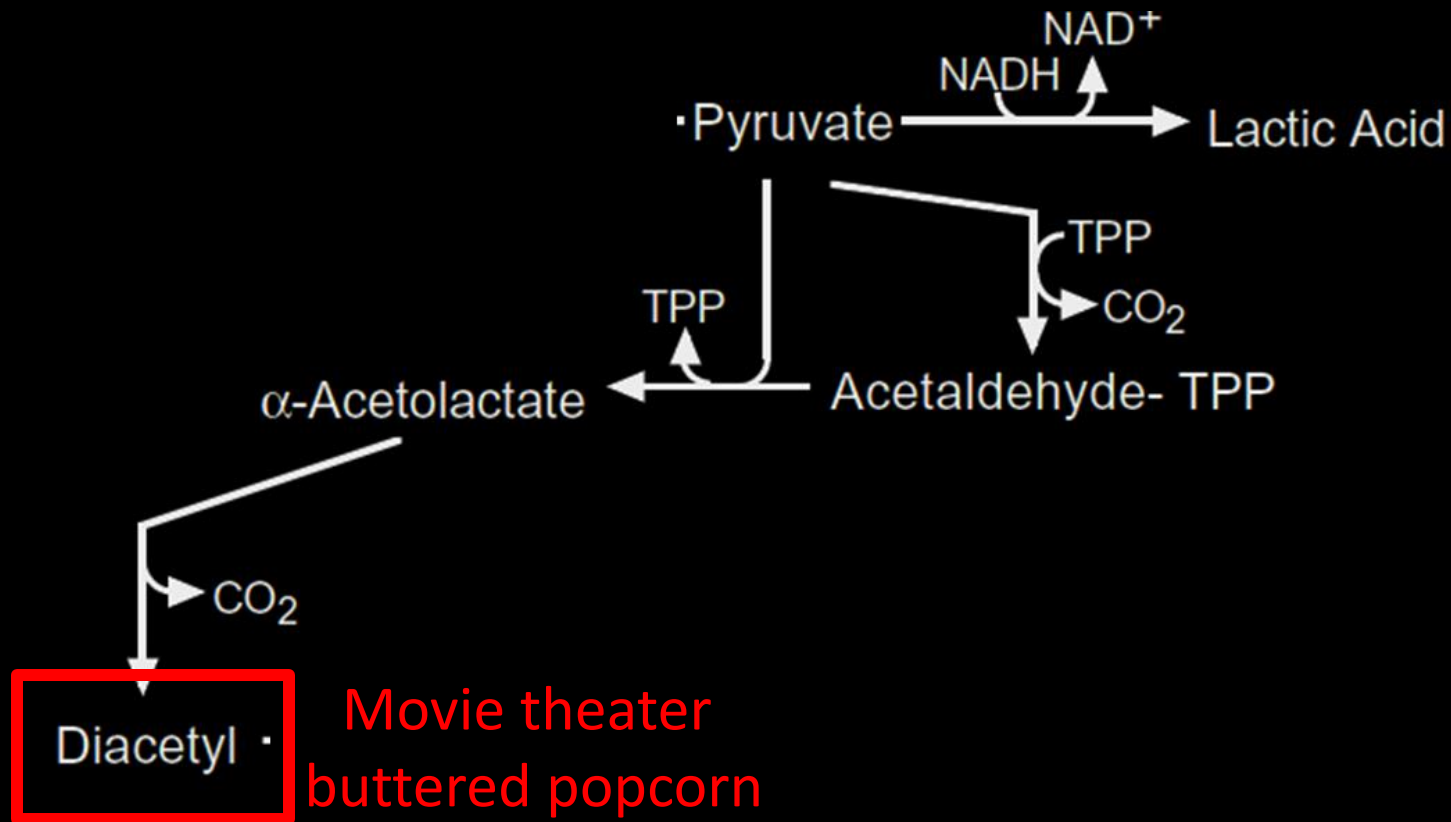 NAD⁺
NADH
·Pyruvate
Lactic Acid
TPP
CO₂
TPP
α-Acetolactate
Acetaldehyde- TPP
CO₂
Diacetyl ·
Movie theater
buttered popcorn